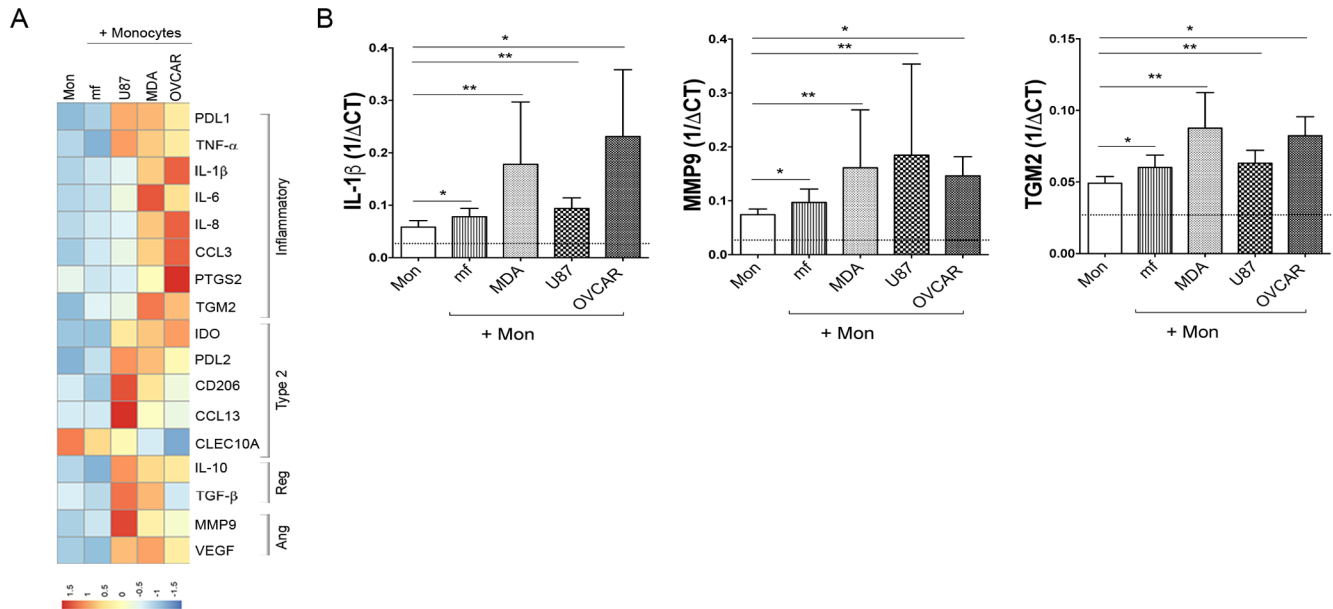 A
+ Monocytes
Mon
mf
U87
MDA
OVCAR
PDL1
TNF-α
IL-1β
IL-6
IL-8
CCL3
PTGS2
TGM2
IDO
PDL2
CD206
CCL13
CLEC10A
IL-10
TGF-β
MMP9
VEGF
Inflammatory
Type 2
Reg
Ang
1.5
1
0.5
0
-0.5
-1
-1.5
B
IL-1β (1/ΔCT)
0.4
0.3
0.2
0.1
0.0
*
**
**
*
Mon
mf
MDA
U87
OVCAR
+ Mon
MMP9 (1/ΔCT)
0.4
0.3
0.2
0.1
0.0
*
**
**
*
Mon
mf
MDA
U87
OVCAR
+ Mon
TGM2 (1/ΔCT)
0.15
0.10
0.05
0.00
*
**
**
*
Mon
mf
MDA
U87
OVCAR
+ Mon